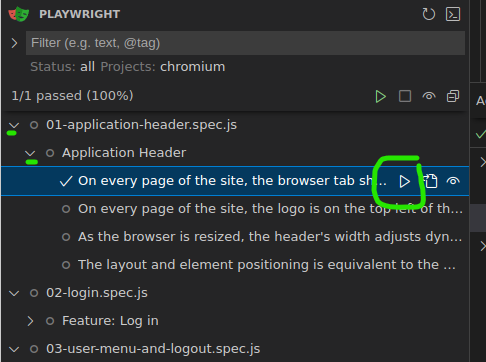 PLAYWRIGHT
Filter (e.g. text, @tag)
Status: all Projects: chromium
1/1 passed (100%)
01-application-header.spec.js
Application Header
On every page of the site, the browser tab sh...
On every page of the site, the logo is on the top left of th...
As the browser is resized, the header's width adjusts dyn...
The layout and element positioning is equivalent to the ...
02-login.spec.js
Feature: Log in
03-user-menu-and-logout.spec.js